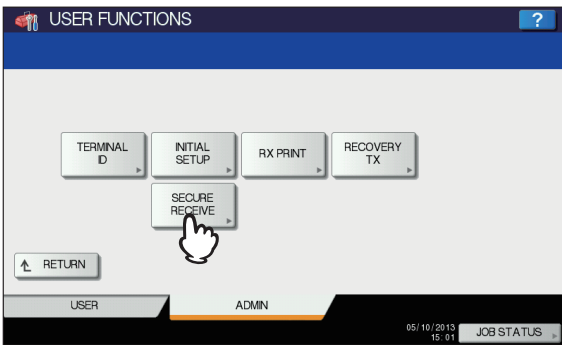 USER FUNCTIONS
?
TERMINAL
ID
INITIAL
SETUP
RX PRINT
RECOVERY
TX
SECURE
RECEIVE
RETURN
USER
ADMIN
05/10/2013
15:01
JOB STATUS